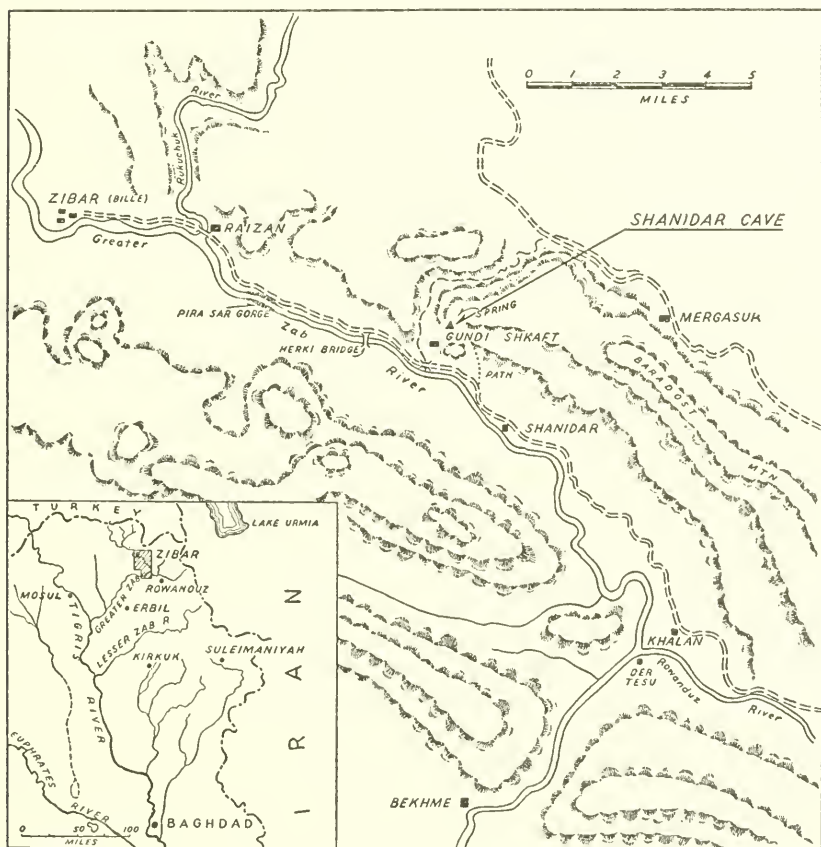 0 1 2 3 4 5
MILES
Rukuchuk River
ZIBAR (BILLE)
RAIZAN
SHANIDAR CAVE
Greater Zab River
SPRING
PIRA SAR GORGE
MERGASUR
GUNDI SHKAFT
HERKI BRIDGE
PATH
BARADOST MTN
SHANIDAR
KHALAN
DER TESU
Rowanduz River
BEKHME
TURKEY
LAKE URMIA
ZIBAR
ROWANDUZ
MOSUL
GREATER ZAB
ERBIL
TIGRIS RIVER
LESSER ZAB R
KIRKUK
SULEIMANIYAH
IRAN
EUPHRATES RIVER
BAGHDAD
0 50 100
MILES